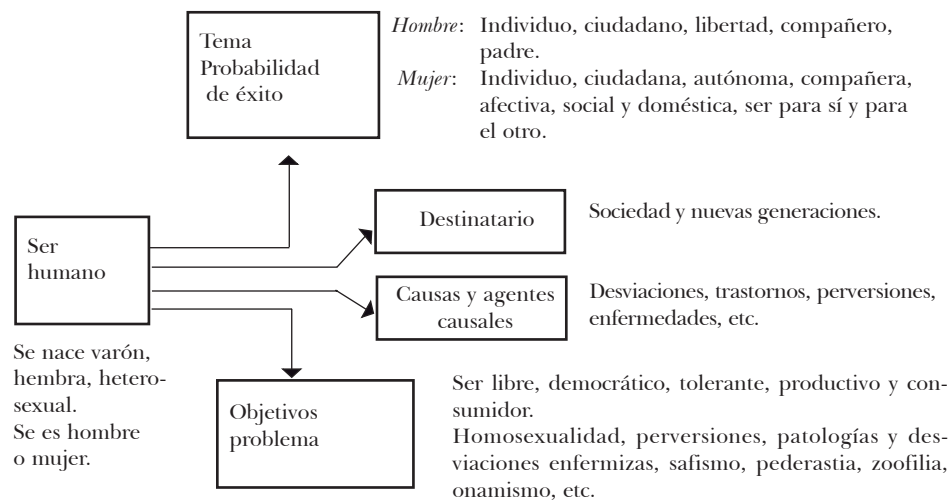 Tema
Probabilidad
de éxito
Hombre: Individuo, ciudadano, libertad, compañero,
padre.
Mujer: Individuo, ciudadana, autónoma, compañera,
afectiva, social y doméstica, ser para sí y para
el otro.
Ser
humano
Se nace varón,
hembra, hetero-
sexual.
Se es hombre
o mujer.
Destinatario
Sociedad y nuevas generaciones.
Causas y agentes
causales
Desviaciones, trastornos, perversiones,
enfermedades, etc.
Objetivos
problema
Ser libre, democrático, tolerante, productivo y con-
sumidor.
Homosexualidad, perversiones, patologías y des-
viaciones enfermizas, safismo, pederastia, zoofilia,
onamismo, etc.